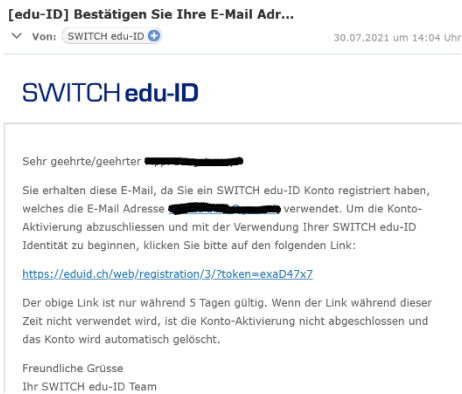 [edu-ID] Bestätigen Sie Ihre E-Mail Adr...
Von: SWITCH edu-ID
30.07.2021 um 14:04 Uhr
SWITCH edu-ID
Sehr geehrte/geehrter
Sie erhalten diese E-Mail, da Sie ein SWITCH edu-ID Konto registriert haben,
welches die E-Mail Adresse verwendet. Um die Konto-
Aktivierung abzuschliessen und mit der Verwendung Ihrer SWITCH edu-ID
Identität zu beginnen, klicken Sie bitte auf den folgenden Link:
https://eduid.ch/web/registration/3/?token=exaD47x7
Der obige Link ist nur während 5 Tagen gültig. Wenn der Link während dieser
Zeit nicht verwendet wird, ist die Konto-Aktivierung nicht abgeschlossen und
das Konto wird automatisch gelöscht.
Freundliche Grüsse
Ihr SWITCH edu-ID Team